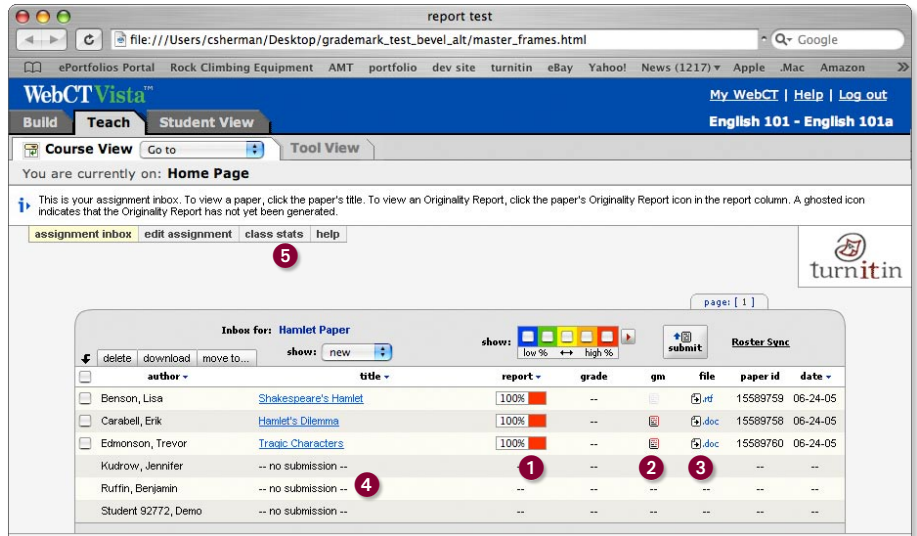 report test
file:///Users/csherman/Desktop/grademark_test_bevel_alt/master_frames.html
Google
ePortfolios Portal Rock Climbing Equipment AMT portfolio dev site turnitin eBay Yahoo! News (1217) Apple .Mac Amazon »
WebCT Vista™
My WebCT | Help | Log out
Build Teach Student View
English 101 - English 101a
Course View Go to Tool View
You are currently on: Home Page
This is your assignment inbox. To view a paper, click the paper's title. To view an Originality Report, click the paper's Originality Report icon in the report column. A ghosted icon
indicates that the Originality Report has not yet been generated.
assignment inbox edit assignment class stats help
5
turnitin
page: [ 1 ]
Inbox for: Hamlet Paper
show: new
show: low % ↔ high %
submit
Roster Sync
delete download move to...
author title report grade gm file paper id date
Benson, Lisa Shakespeare's Hamlet 100% -- .rtf 15589759 06-24-05
Carabell, Erik Hamlet's Dilemma 100% -- .doc 15589758 06-24-05
Edmonson, Trevor Tragic Characters 100% -- .doc 15589760 06-24-05
Kudrow, Jennifer -- no submission -- -- -- -- -- -- --
1 2 3
Ruffin, Benjamin -- no submission -- 4 -- -- -- -- -- --
Student 92772, Demo -- no submission -- -- -- -- -- -- --